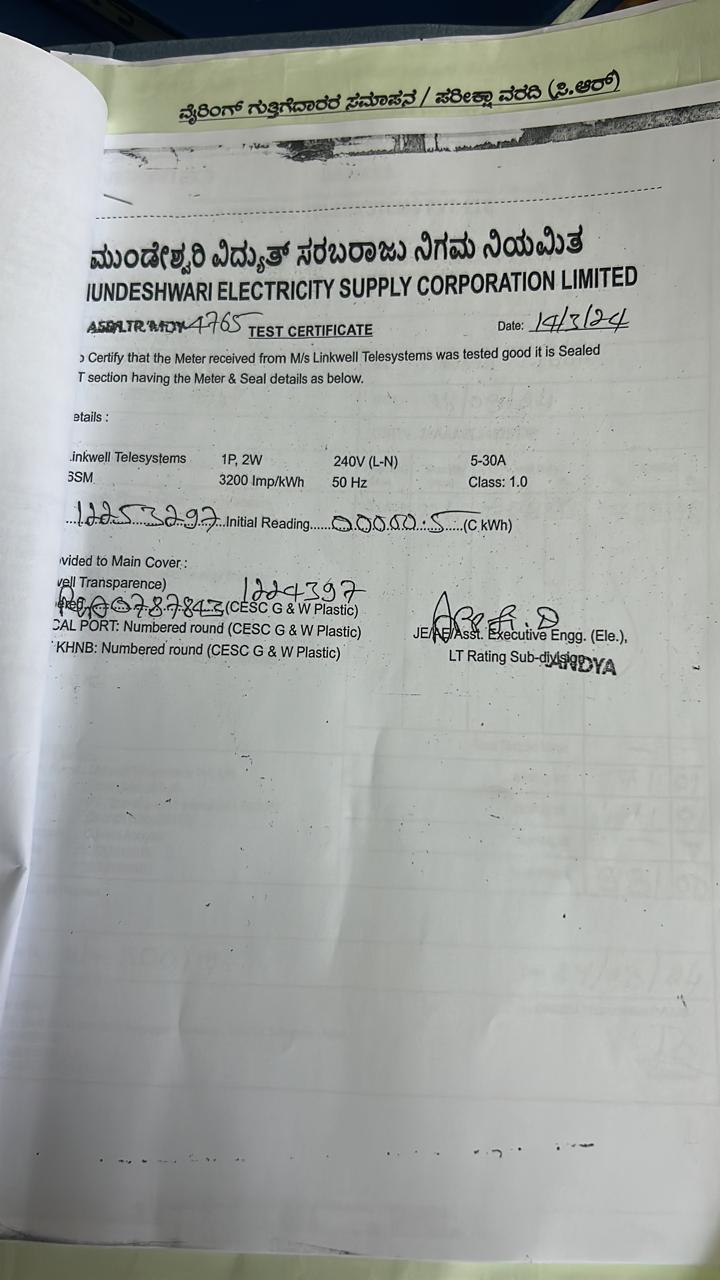 ವೈರಿಂಗ್ ಗುತ್ತಿಗೆದಾರರ ಸಮಾಪನ / ಪರೀಕ್ಷಾ ವರದಿ (ಸಿ.ಆರ್)
ಮುಂಡೇಶ್ವರಿ ವಿದ್ಯುತ್ ಸರಬರಾಜು ನಿಗಮ ನಿಯಮಿತ
IUNDESHWARI ELECTRICITY SUPPLY CORPORATION LIMITED
4765 TEST CERTIFICATE Date: 14/3/24
o Certify that the Meter received from M/s Linkwell Telesystems was tested good it is Sealed
T section having the Meter & Seal details as below.
etails :
inkwell Telesystems 1P, 2W 240V (L-N) 5-30A
SSM 3200 Imp/kWh 50 Hz Class: 1.0
12253297 Initial Reading......00000.5.....(C kWh)
ovided to Main Cover :
well Transparence) 1224397
0787843 (CESC G & W Plastic)
CAL PORT: Numbered round (CESC G & W Plastic) JE/AE/Asst. Executive Engg. (Ele.),
KHNB: Numbered round (CESC G & W Plastic) LT Rating Sub-division ANDYA